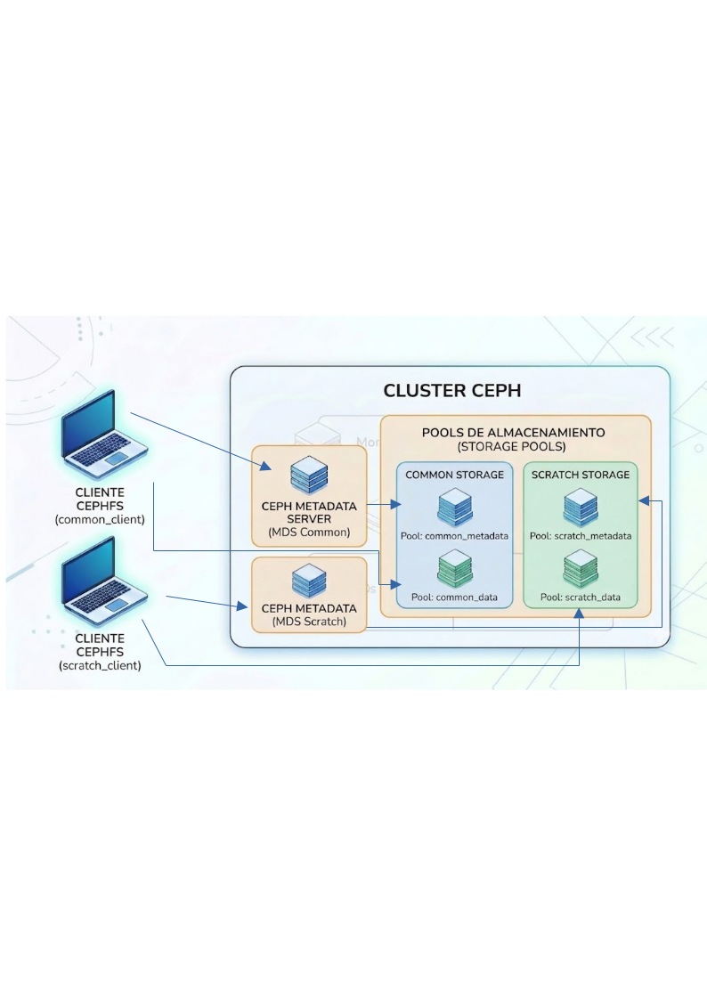 CLUSTER CEPH
POOLS DE ALMACENAMIENTO
(STORAGE POOLS)
CLIENTE
CEPHFS
(common_client)
CEPH METADATA
SERVER
(MDS Common)
COMMON STORAGE
Pool: common_metadata
Pool: common_data
SCRATCH STORAGE
Pool: scratch_metadata
Pool: scratch_data
CLIENTE
CEPHFS
(scratch_client)
CEPH METADATA
(MDS Scratch)